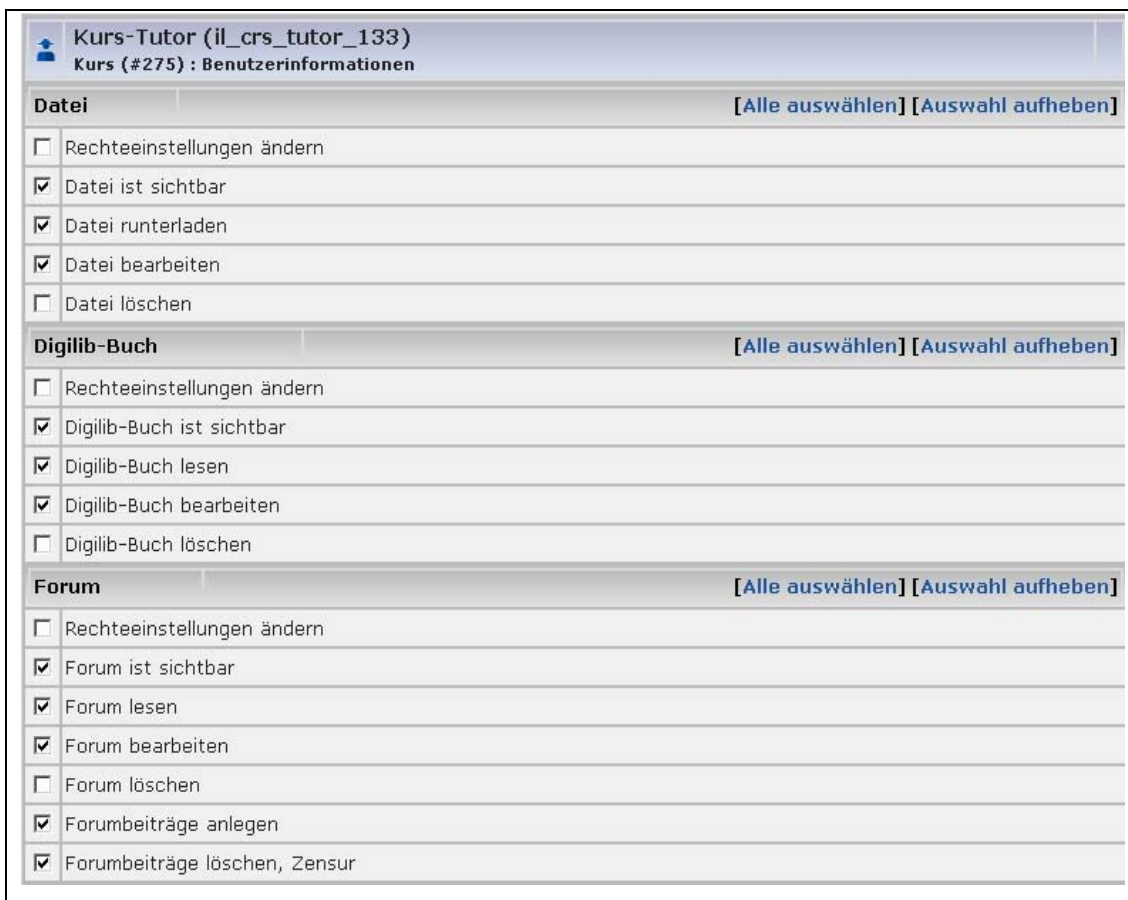 Kurs-Tutor (il_crs_tutor_133)
Kurs (#275) : Benutzerinformationen
Datei [Alle auswählen] [Auswahl aufheben]
Rechteeinstellungen ändern
Datei ist sichtbar
Datei runterladen
Datei bearbeiten
Datei löschen
Digilib-Buch [Alle auswählen] [Auswahl aufheben]
Rechteeinstellungen ändern
Digilib-Buch ist sichtbar
Digilib-Buch lesen
Digilib-Buch bearbeiten
Digilib-Buch löschen
Forum [Alle auswählen] [Auswahl aufheben]
Rechteeinstellungen ändern
Forum ist sichtbar
Forum lesen
Forum bearbeiten
Forum löschen
Forumbeiträge anlegen
Forumbeiträge löschen, Zensur